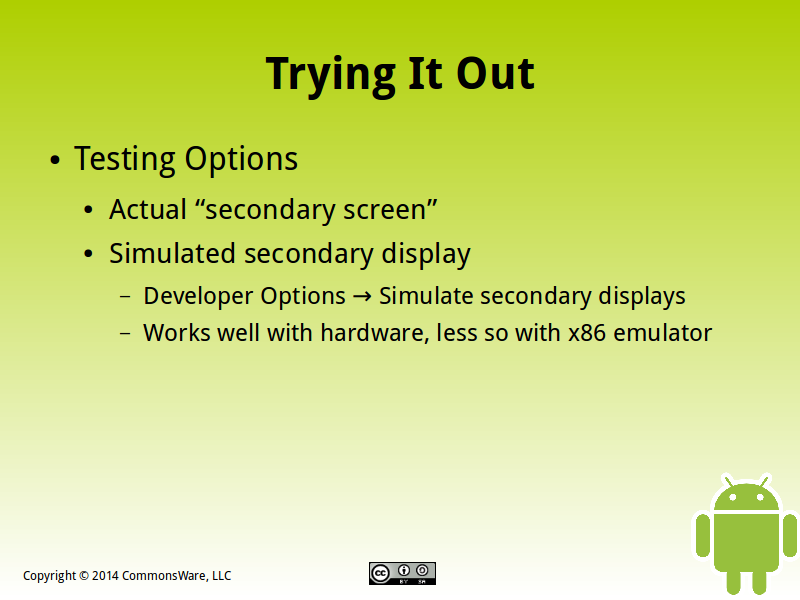 Trying It Out
• Testing Options
• Actual “secondary screen”
• Simulated secondary display
– Developer Options → Simulate secondary displays
– Works well with hardware, less so with x86 emulator
Copyright © 2014 CommonsWare, LLC
cc BY SA